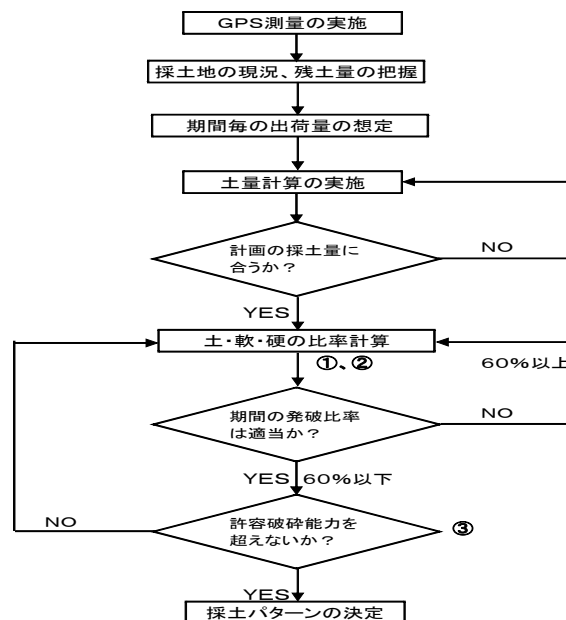 GPS測量の実施
採土地の現況、残土量の把握
期間毎の出荷量の想定
土量計算の実施
計画の採土量に
合うか？
NO
YES
土・軟・硬の比率計算
①、②
60%以上
期間の発破比率
は適当か？
NO
YES
60%以下
NO
許容破砕能力を
超えないか？
③
YES
採土パターンの決定